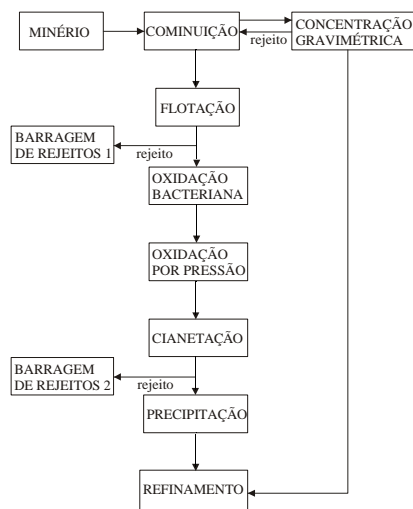 MINÉRIO
COMINUIÇÃO
CONCENTRAÇÃO
GRAVIMÉTRICA
rejeito
FLOTAÇÃO
BARRAGEM
DE REJEITOS 1
rejeito
OXIDAÇÃO
BACTERIANA
OXIDAÇÃO
POR PRESSÃO
CIANETAÇÃO
BARRAGEM
DE REJEITOS 2
rejeito
PRECIPITAÇÃO
REFINAMENTO